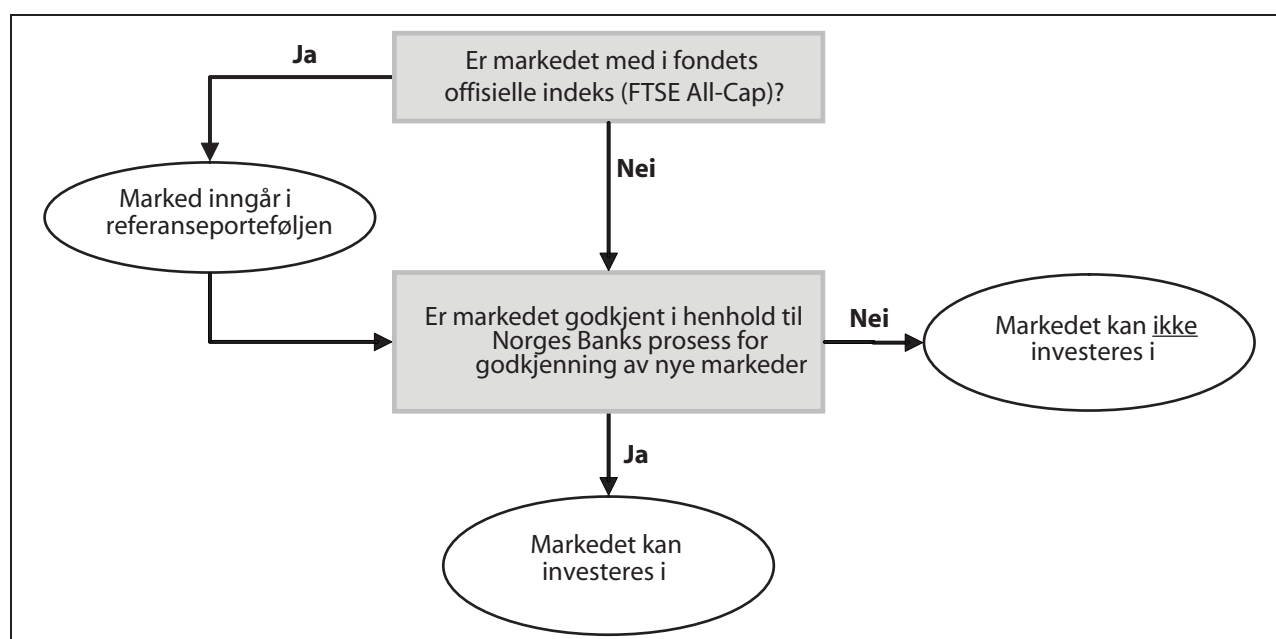 Ja
Er markedet med i fondets
offisielle indeks (FTSE All-Cap)?
Nei
Marked inngår i
referanseporteføljen
Er markedet godkjent i henhold til
Norges Banks prosess for
godkjenning av nye markeder
Nei
Markedet kan ikke
investeres i
Ja
Markedet kan
investeres i